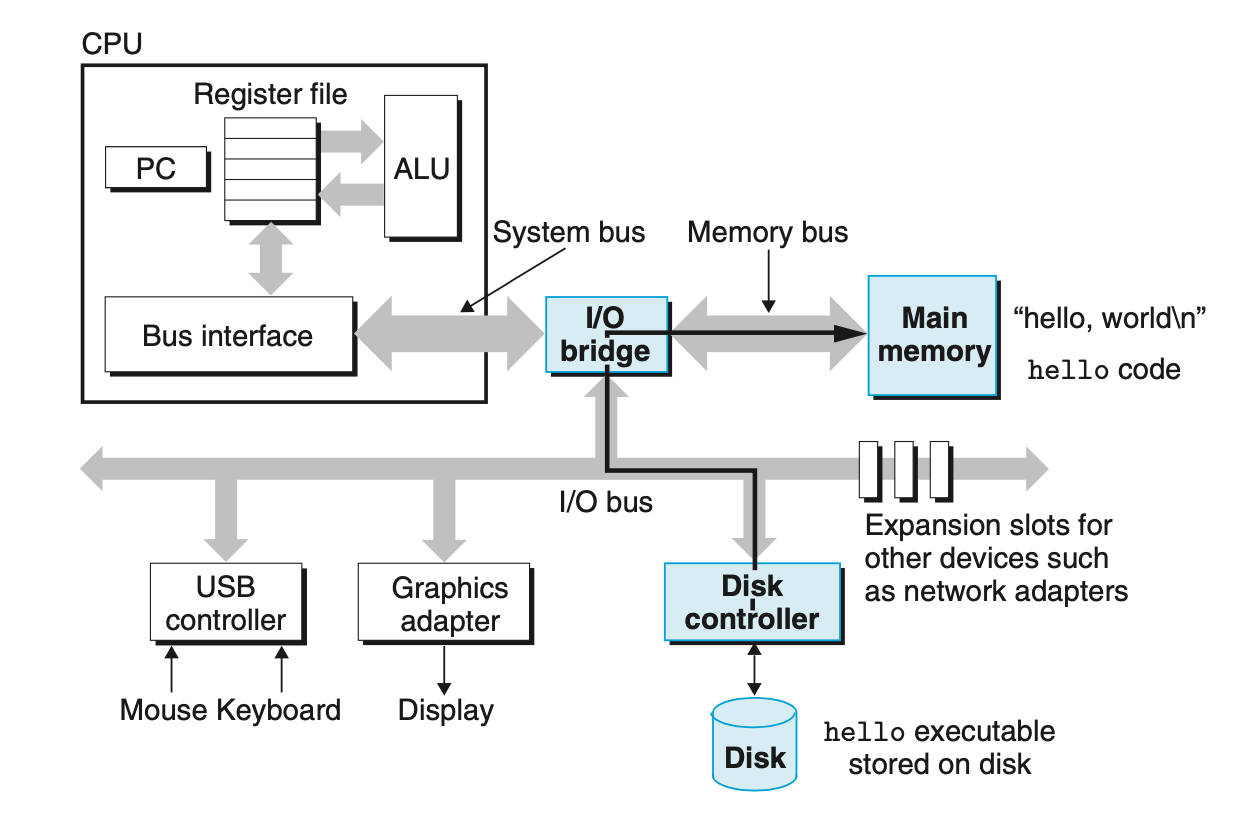 CPU
Register file
PC
ALU
System bus
Memory bus
Bus interface
I/O
bridge
Main
memory
“hello, world\n”
hello code
I/O bus
Expansion slots for
other devices such
as network adapters
USB
controller
Graphics
adapter
Disk
controller
Mouse Keyboard
Display
Disk
hello executable
stored on disk